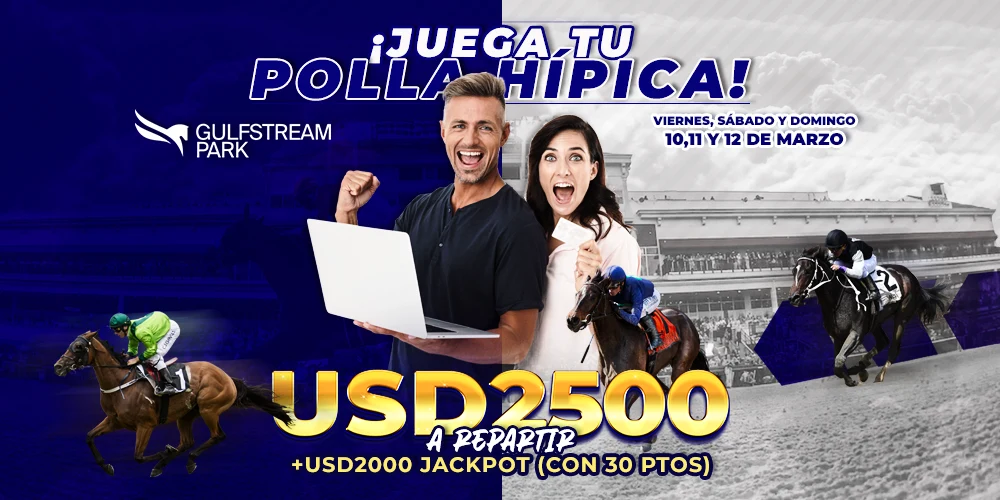 ¡JUEGA TU
POLLA HÍPICA!
GULFSTREAM
PARK
VIERNES, SÁBADO Y DOMINGO
10,11 Y 12 DE MARZO
2
USD2500
A REPARTIR
+USD2000 JACKPOT (CON 30 PTOS)